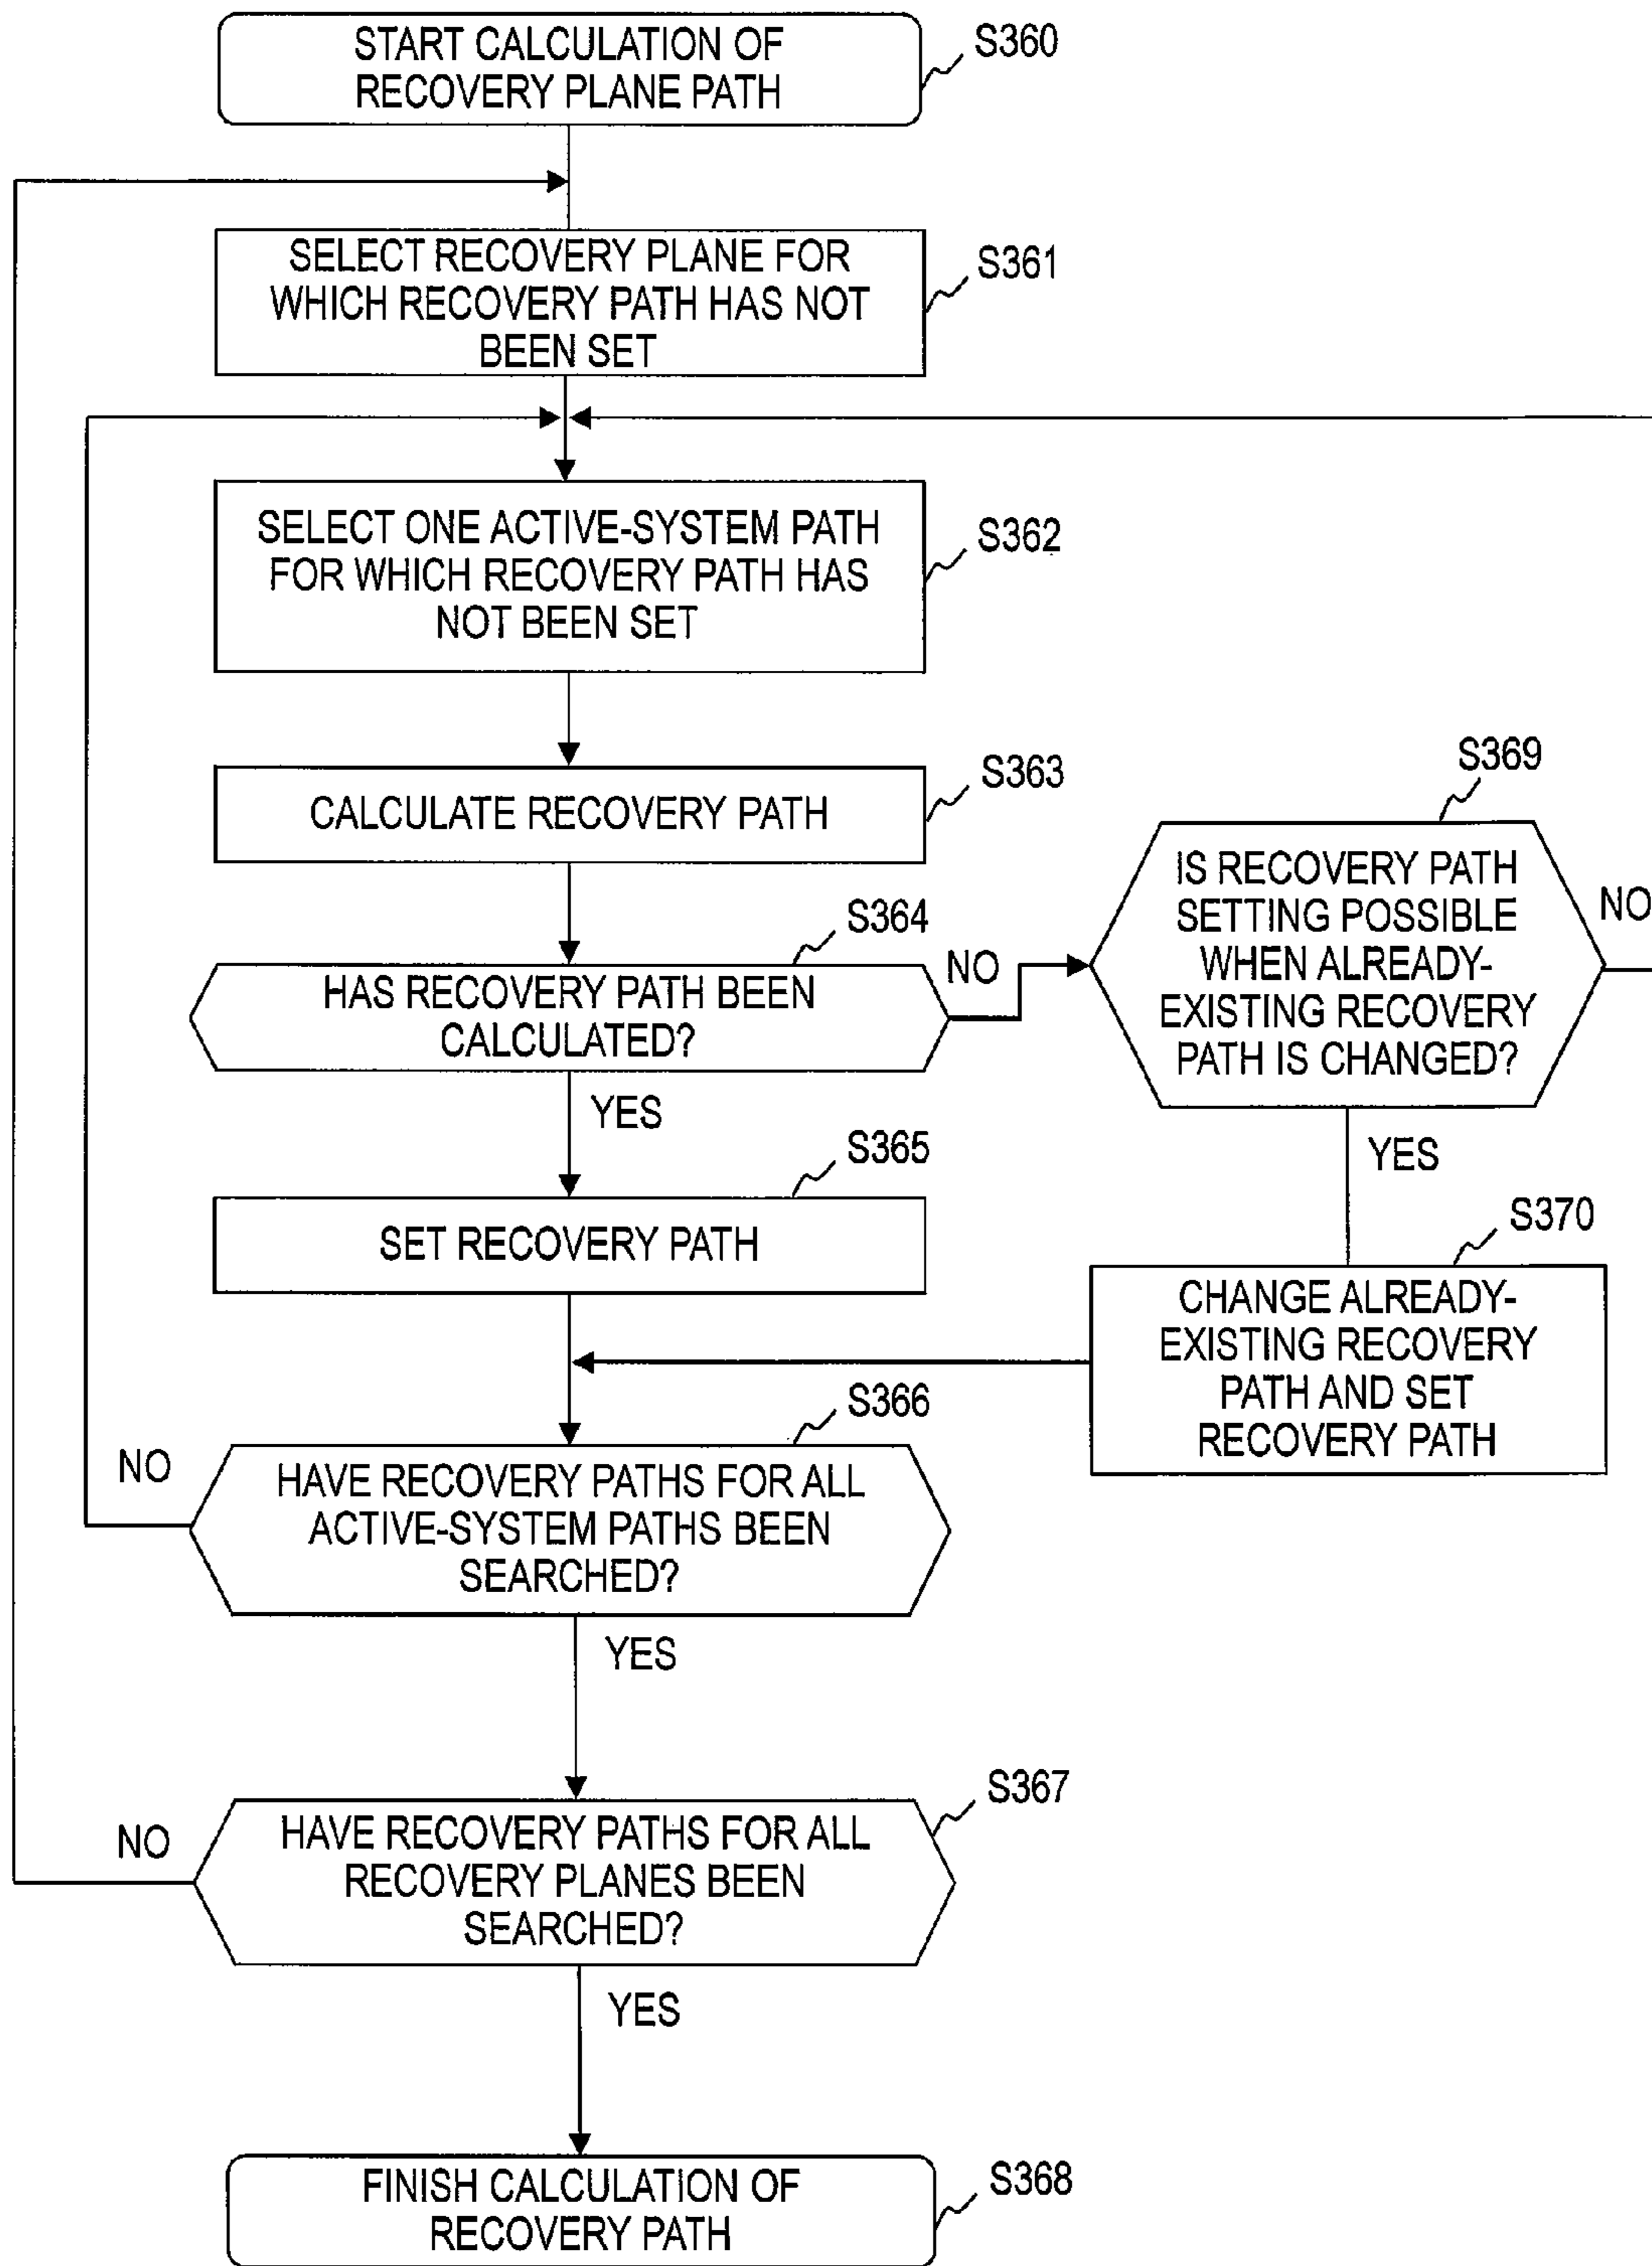 START CALCULATION OF
RECOVERY PLANE PATH
S360
SELECT RECOVERY PLANE FOR
WHICH RECOVERY PATH HAS NOT
BEEN SET
S361
SELECT ONE ACTIVE-SYSTEM PATH
FOR WHICH RECOVERY PATH HAS
NOT BEEN SET
S362
CALCULATE RECOVERY PATH
S363
S364
HAS RECOVERY PATH BEEN
CALCULATED?
NO
YES
S369
IS RECOVERY PATH
SETTING POSSIBLE
WHEN ALREADY-
EXISTING RECOVERY
PATH IS CHANGED?
NO
YES
S365
SET RECOVERY PATH
S370
CHANGE ALREADY-
EXISTING RECOVERY
PATH AND SET
RECOVERY PATH
S366
HAVE RECOVERY PATHS FOR ALL
ACTIVE-SYSTEM PATHS BEEN
SEARCHED?
NO
YES
S367
HAVE RECOVERY PATHS FOR ALL
RECOVERY PLANES BEEN
SEARCHED?
NO
YES
FINISH CALCULATION OF
RECOVERY PATH
S368